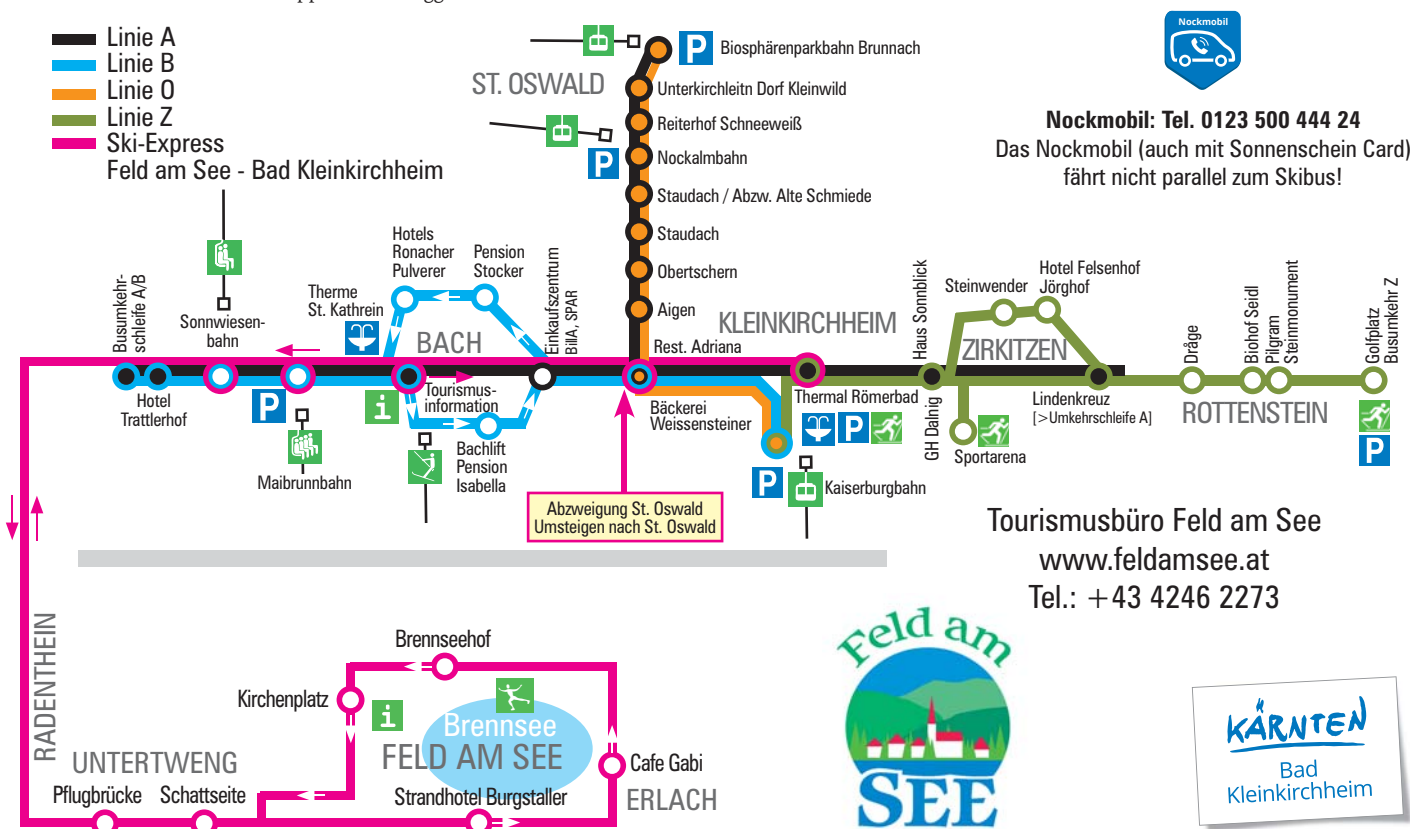 Linie A
Linie B
Linie O
Linie Z
Ski-Express
Feld am See - Bad Kleinkirchheim
ST. OSWALD
P
Biosphärenparkbahn Brunnach
Unterkirchleitn Dorf Kleinwild
Reiterhof Schneeweiß
P
Nockalmbahn
Staudach / Abzw. Alte Schmiede
Staudach
Obertschern
Aigen
Rest. Adriana
Nockmobil
Nockmobil: Tel. 0123 500 444 24
Das Nockmobil (auch mit Sonnenschein Card)
fährt nicht parallel zum Skibus!
Busumkehr-
schleife A/B
Hotel
Trattlerhof
Sonnwiesen-
bahn
Therme
St. Kathrein
P
Maibrunnbahn
Hotels
Ronacher
Pulverer
Pension
Stocker
BACH
i
Tourismus-
information
Bachlift
Pension
Isabella
Einkaufszentrum
BillA, SPAR
KLEINKIRCHHEIM
Bäckerei
Weissensteiner
Abzweigung St. Oswald
Umsteigen nach St. Oswald
Thermal Römerbad
P
P
Kaiserburgbahn
Haus Sonnblick
GH Dalnig
Steinwender
Hotel Felsenhof
Jörghof
ZIRKITZEN
Sportarena
Lindenkreuz
[>Umkehrschleife A]
Dråge
Biohof Seidl
Pilgram
Steinmonument
Golfplatz
Busumkehr Z
ROTTENSTEIN
P
Tourismusbüro Feld am See
www.feldamsee.at
Tel.: +43 4246 2273
RADENTHEIN
UNTERTWENG
Pflugbrücke
Schattseite
Kirchenplatz
i
Brennseehof
Brennsee
FELD AM SEE
Strandhotel Burgstaller
Cafe Gabi
ERLACH
Feld am
SEE
KÄRNTEN
Bad
Kleinkirchheim